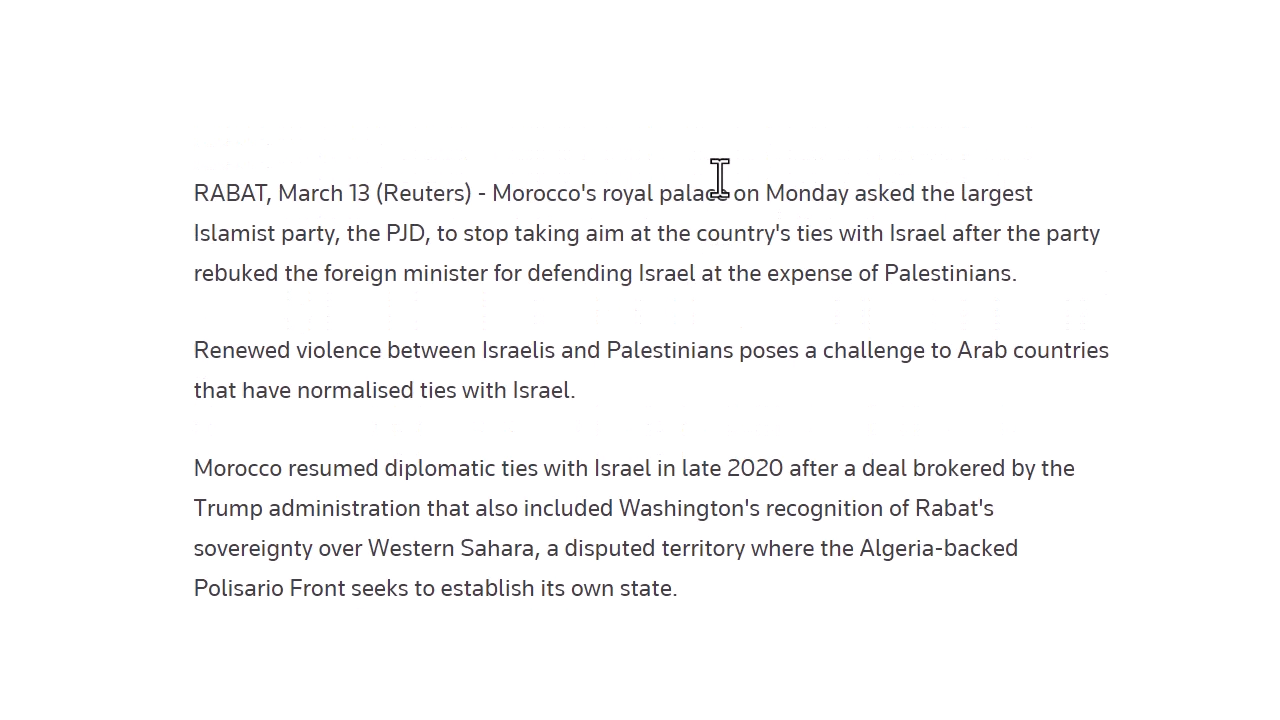 RABAT, March 13 (Reuters) - Morocco's royal palace on Monday asked the largest
Islamist party, the PJD, to stop taking aim at the country's ties with Israel after the party
rebuked the foreign minister for defending Israel at the expense of Palestinians.
Renewed violence between Israelis and Palestinians poses a challenge to Arab countries
that have normalised ties with Israel.
Morocco resumed diplomatic ties with Israel in late 2020 after a deal brokered by the
Trump administration that also included Washington's recognition of Rabat's
sovereignty over Western Sahara, a disputed territory where the Algeria-backed
Polisario Front seeks to establish its own state.